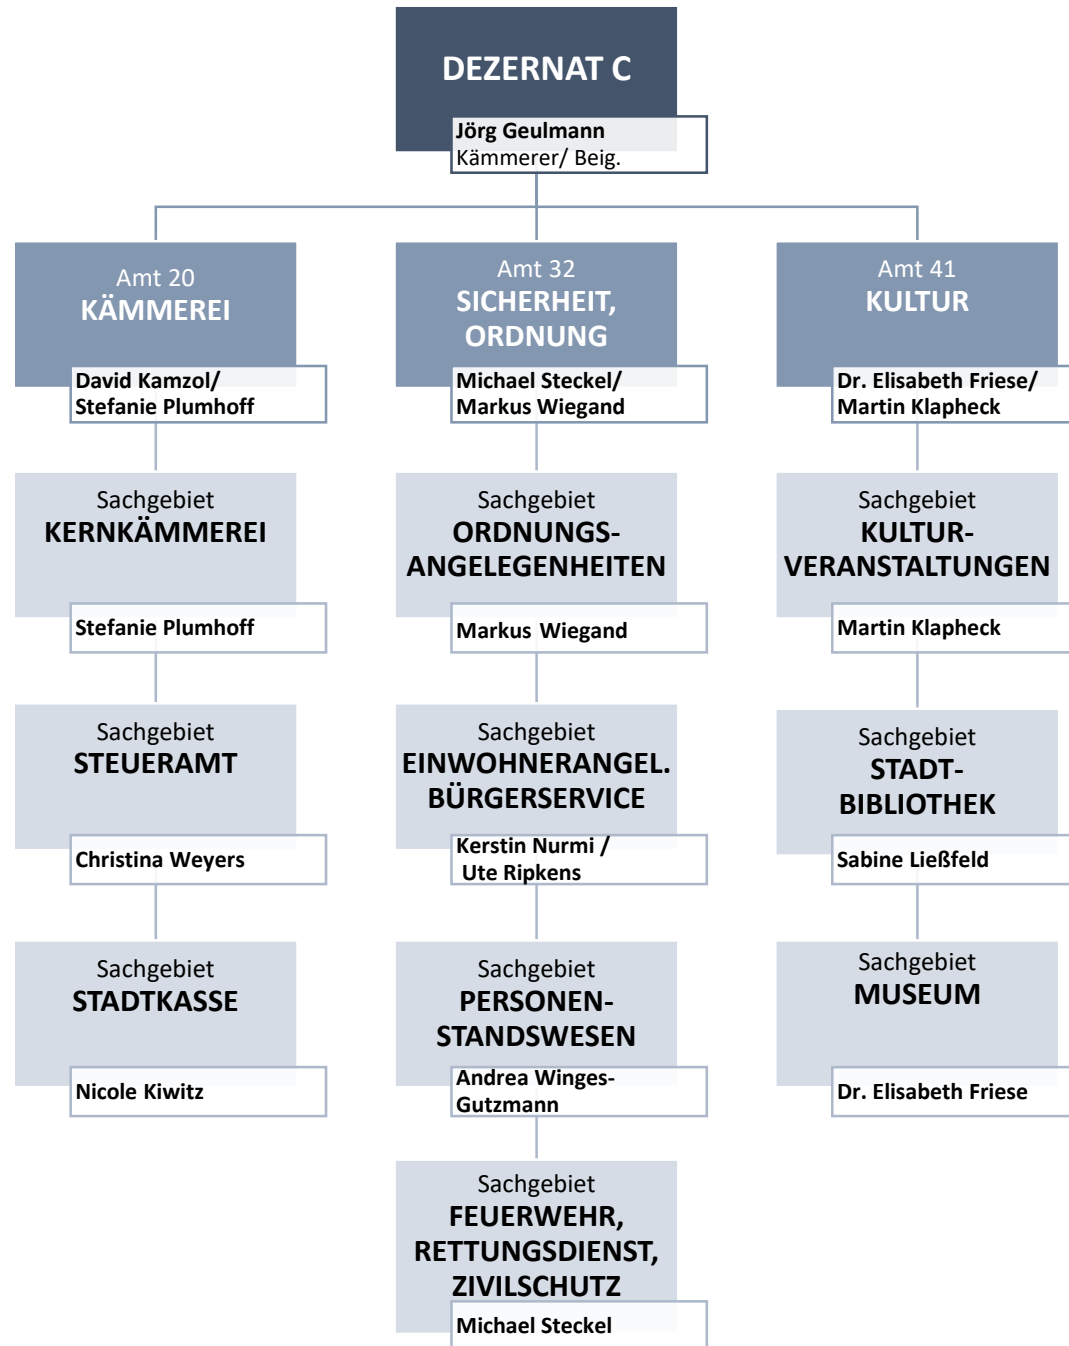 DEZERNAT C
Jörg Geulmann
Kämmerer/ Beig.
Amt 20
KÄMMEREI
David Kamzol/
Stefanie Plumhoff
Sachgebiet
KERNKÄMMEREI
Stefanie Plumhoff
Sachgebiet
STEUERAMT
Christina Weyers
Sachgebiet
STADTKASSE
Nicole Kiwitz
Amt 32
SICHERHEIT,
ORDNUNG
Michael Steckel/
Markus Wiegand
Sachgebiet
ORDNUNGS-
ANGELEGENHEITEN
Markus Wiegand
Sachgebiet
EINWOHNERANGEL.
BÜRGERSERVICE
Kerstin Nurmi /
Ute Ripkens
Sachgebiet
PERSONEN-
STANDSWESEN
Andrea Winges-
Gutzmann
Sachgebiet
FEUERWEHR,
RETTUNGSDIENST,
ZIVILSCHUTZ
Michael Steckel
Amt 41
KULTUR
Dr. Elisabeth Friese/
Martin Klapheck
Sachgebiet
KULTUR-
VERANSTALTUNGEN
Martin Klapheck
Sachgebiet
STADT-
BIBLIOTHEK
Sabine Ließfeld
Sachgebiet
MUSEUM
Dr. Elisabeth Friese